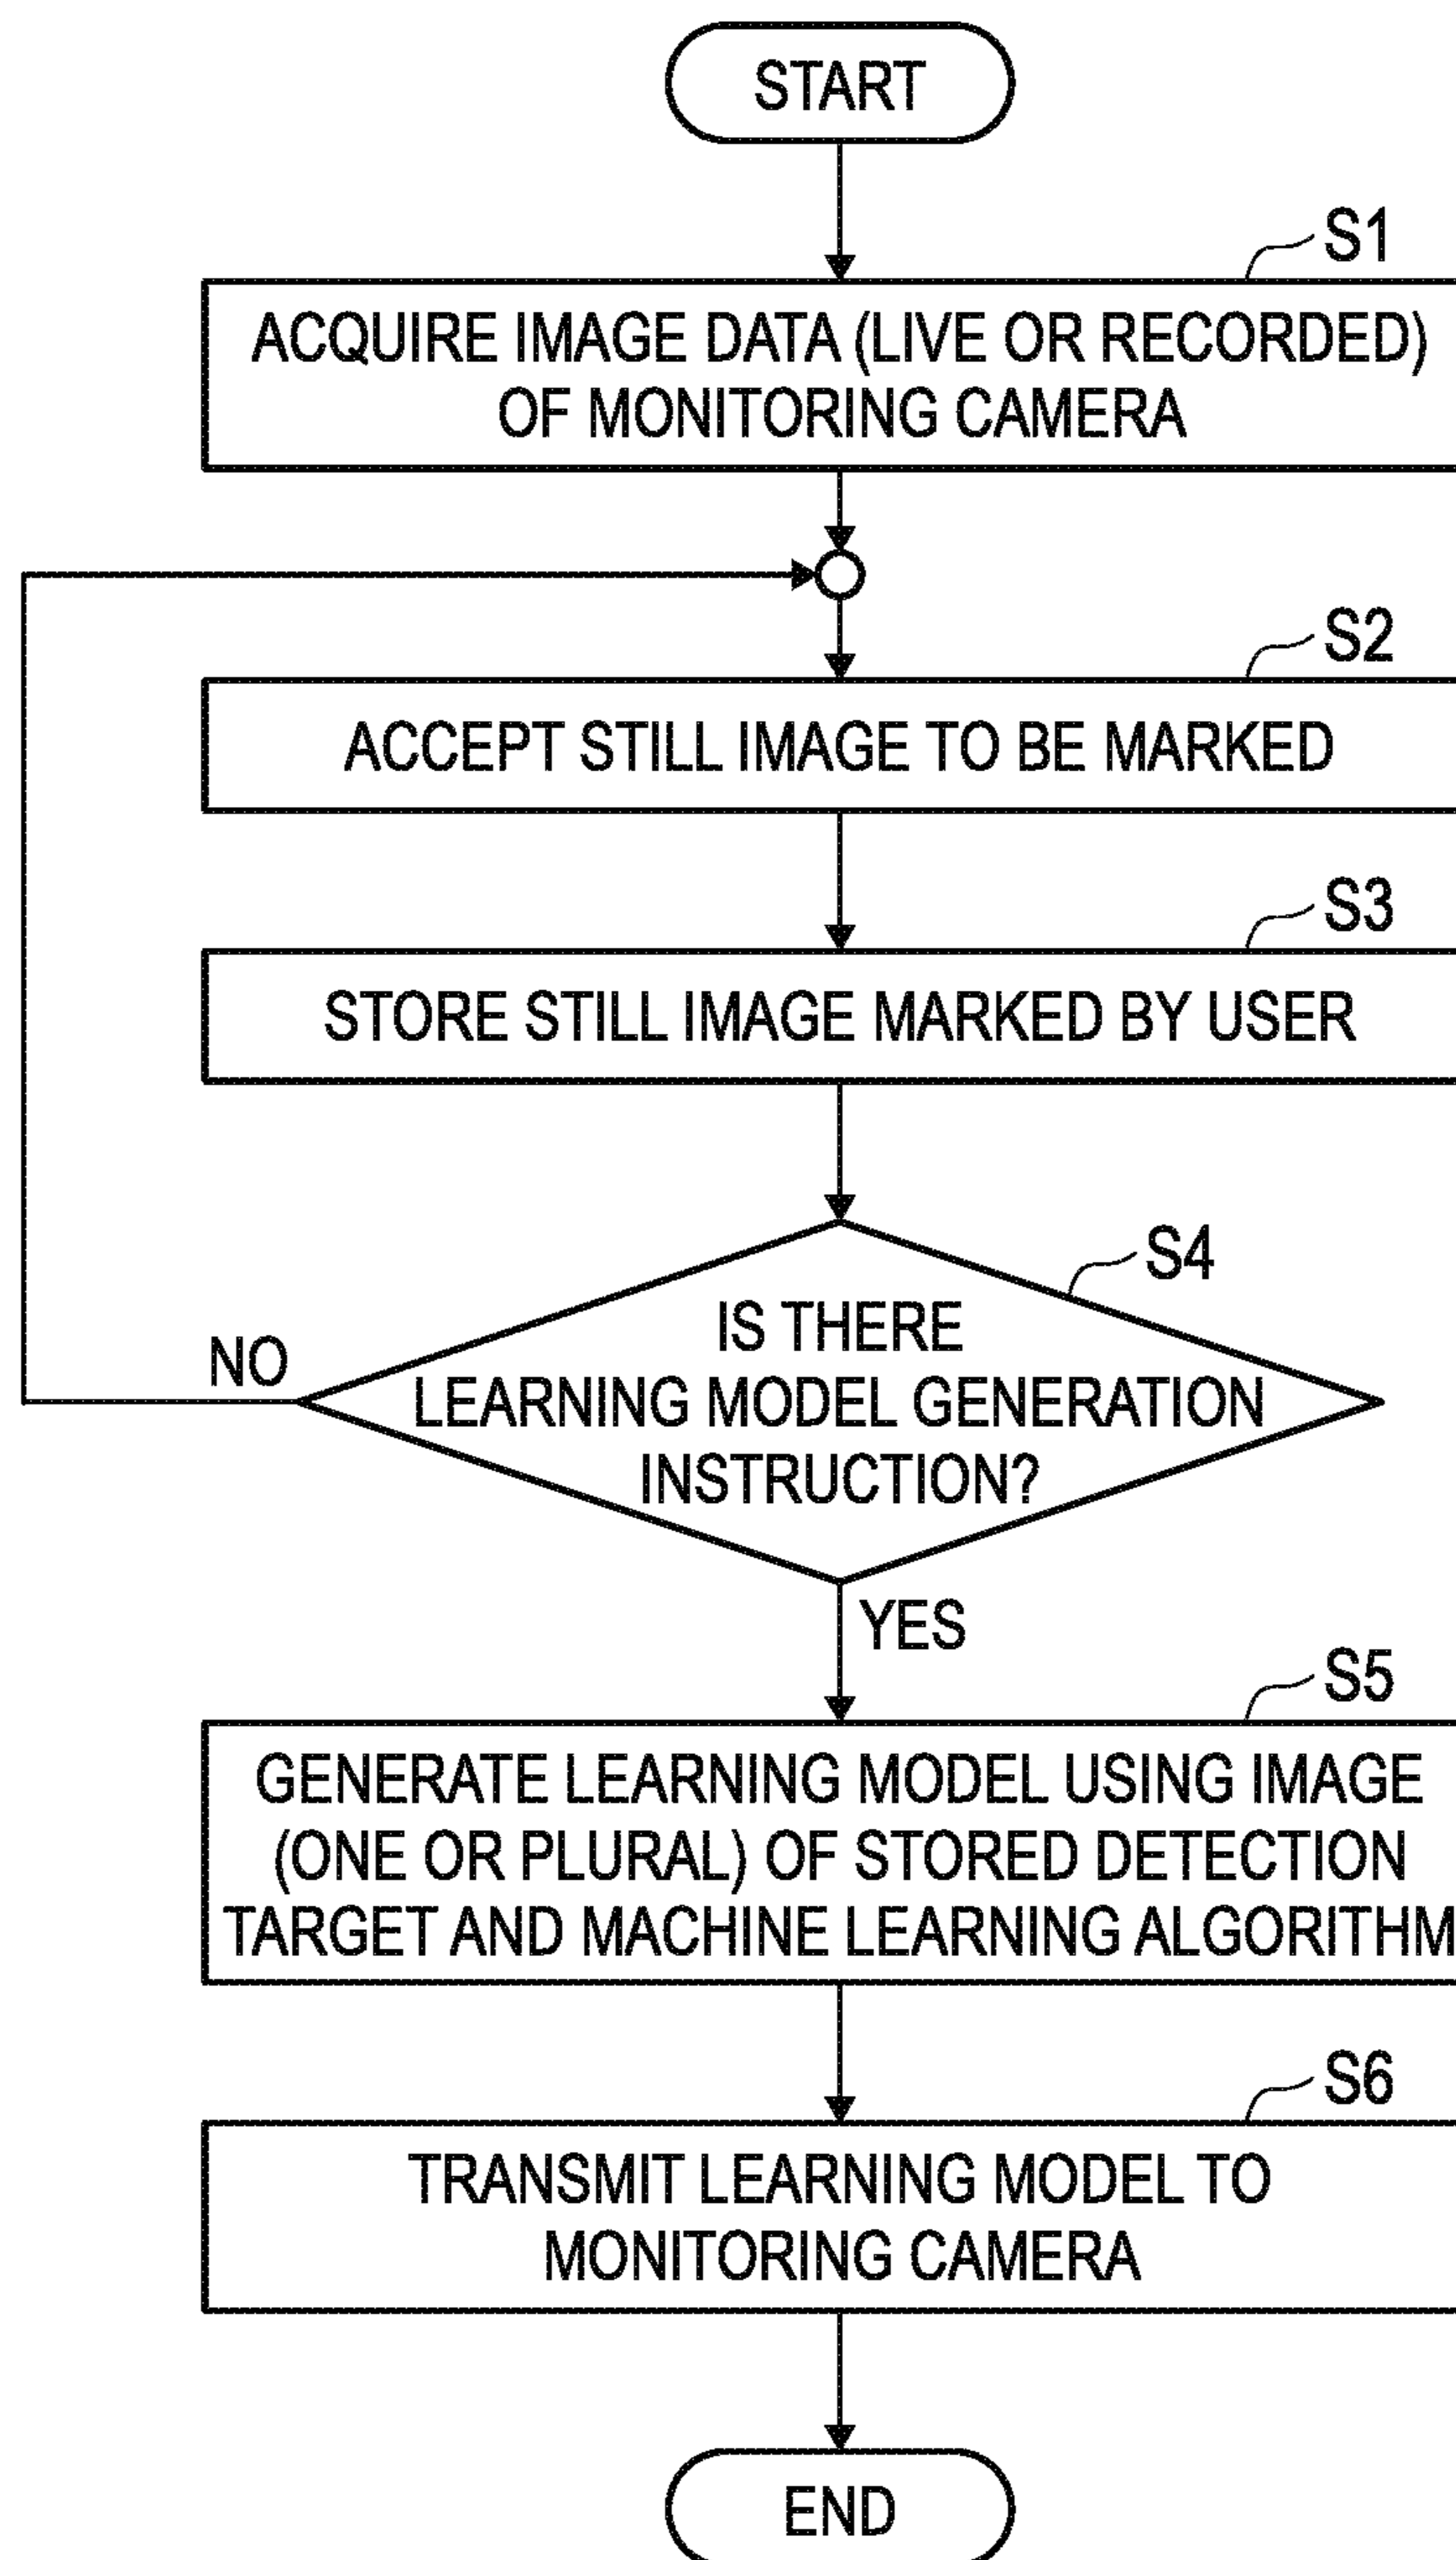 START
S1
ACQUIRE IMAGE DATA (LIVE OR RECORDED)
OF MONITORING CAMERA
S2
ACCEPT STILL IMAGE TO BE MARKED
S3
STORE STILL IMAGE MARKED BY USER
S4
IS THERE
LEARNING MODEL GENERATION
INSTRUCTION?
NO
YES
S5
GENERATE LEARNING MODEL USING IMAGE
(ONE OR PLURAL) OF STORED DETECTION
TARGET AND MACHINE LEARNING ALGORITHM
S6
TRANSMIT LEARNING MODEL TO
MONITORING CAMERA
END